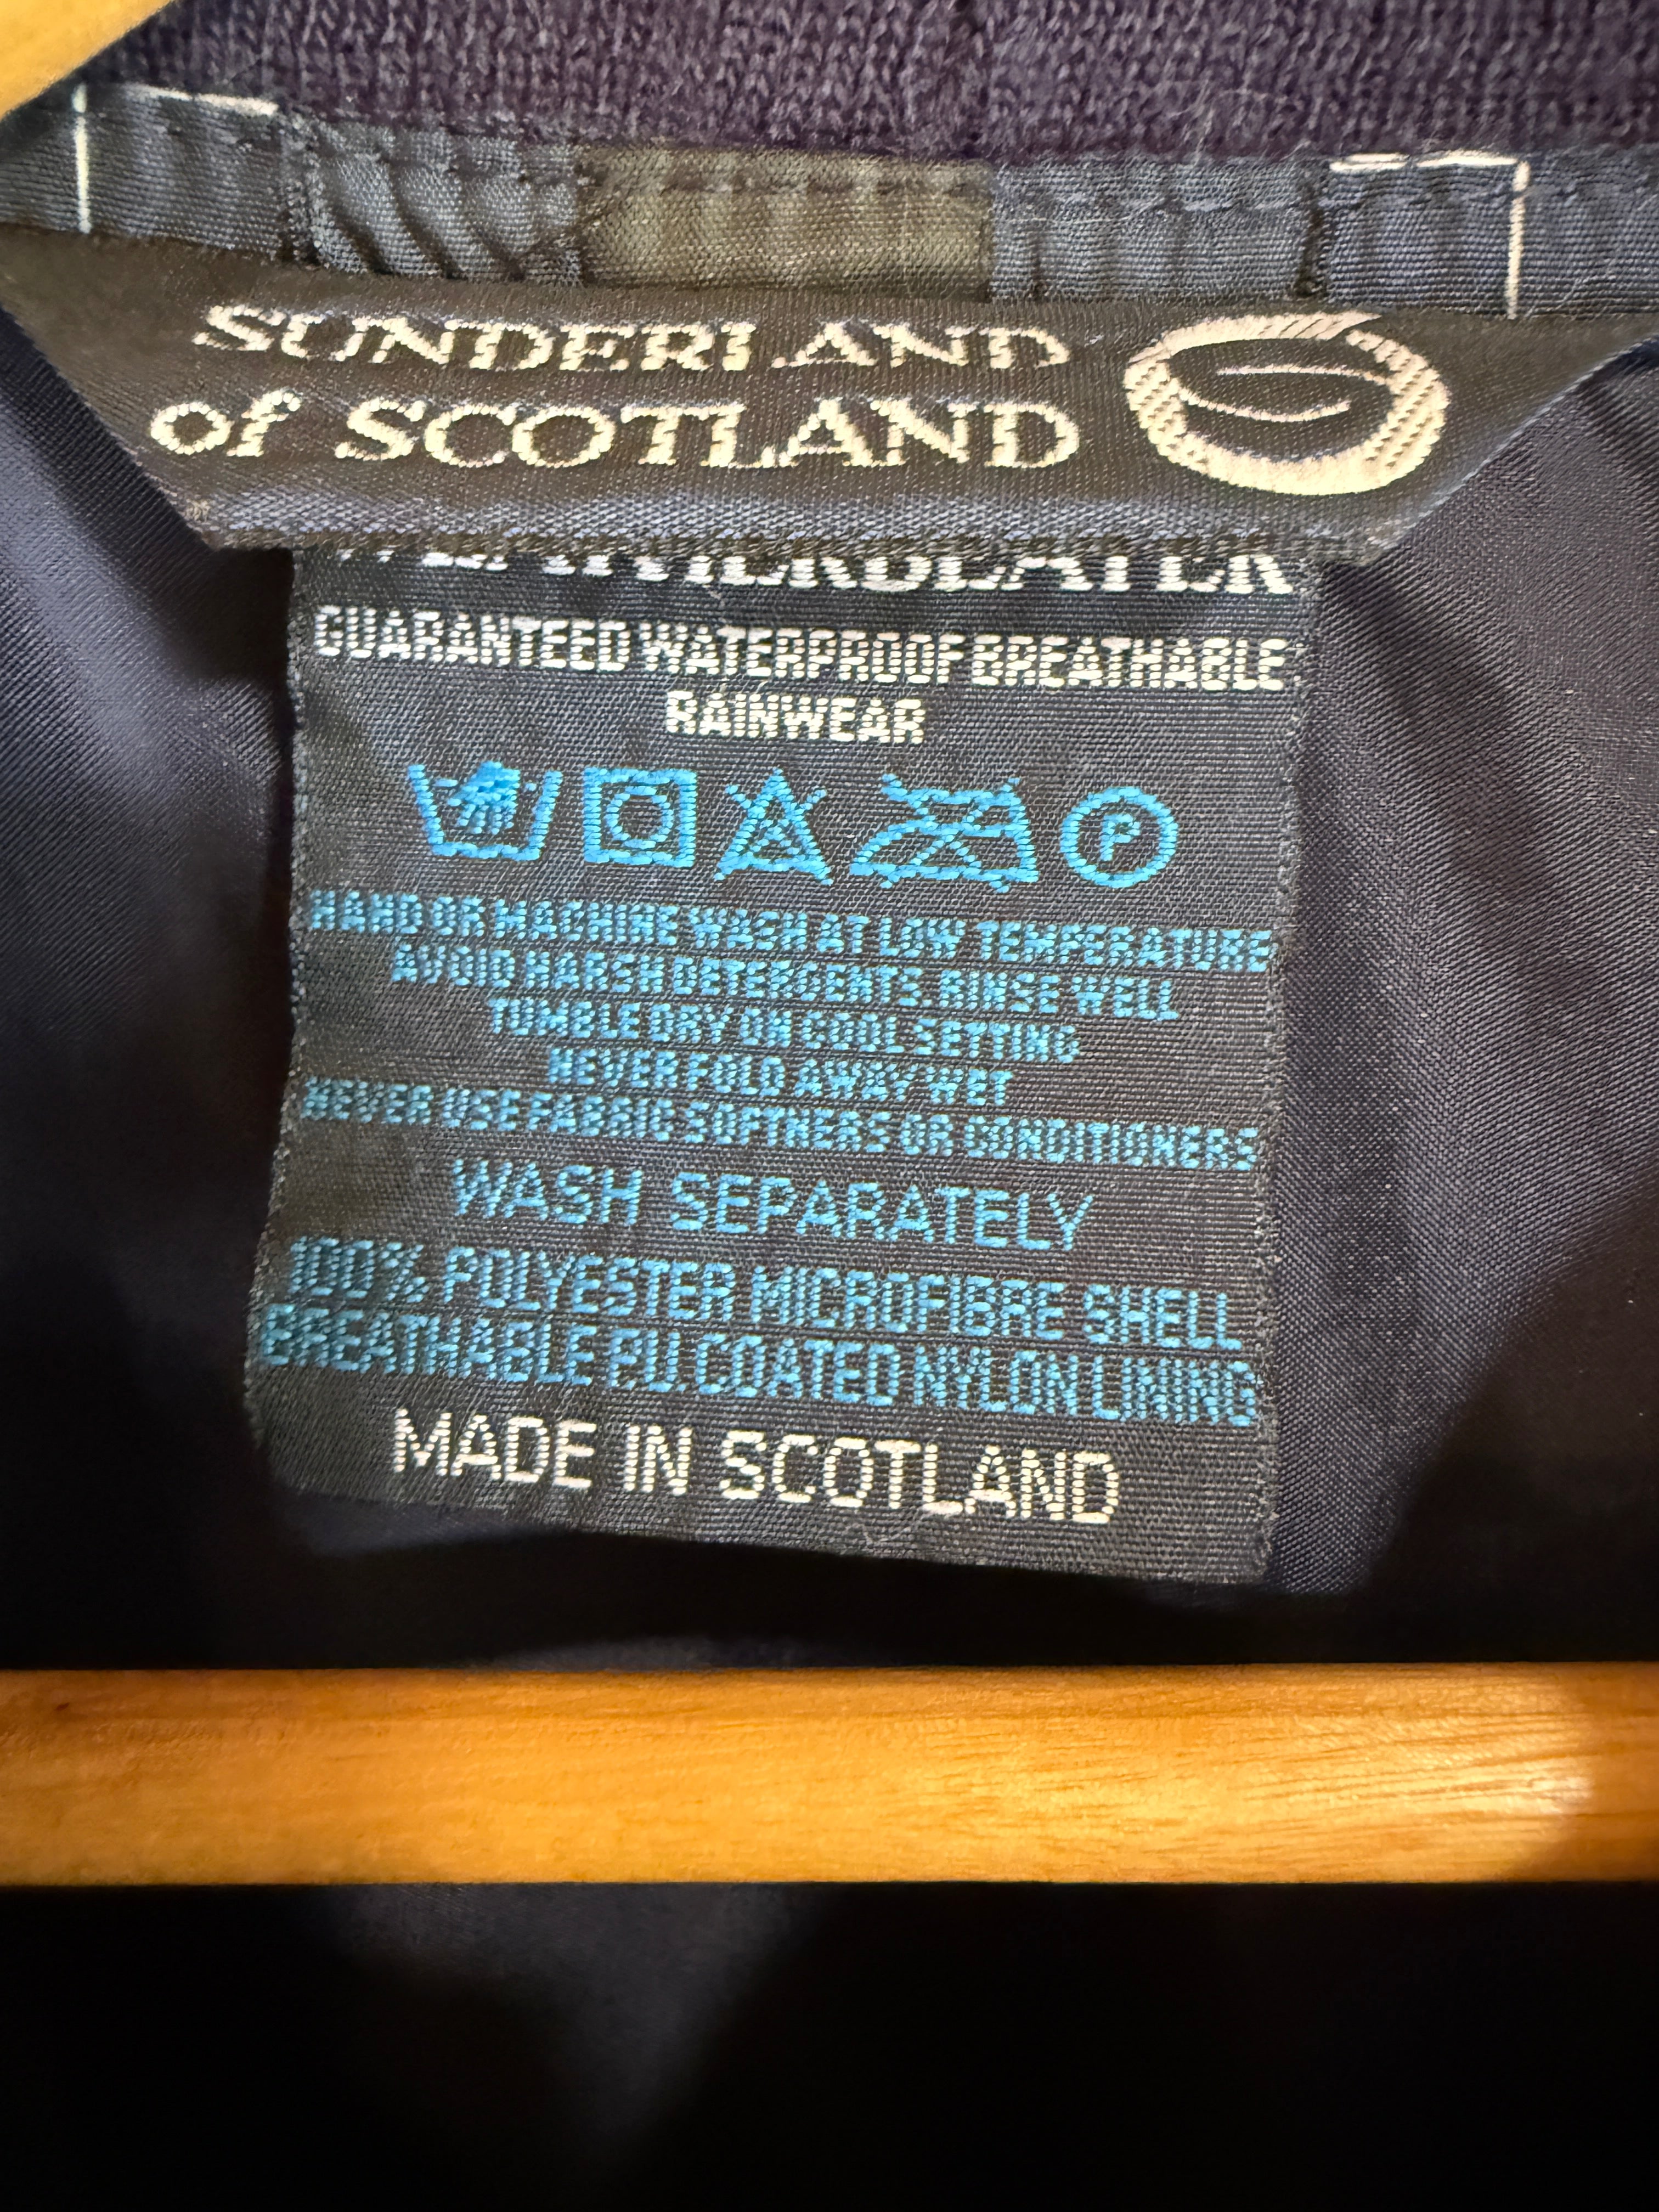 SUNDERLAND
of SCOTLAND
WEATHERBEATER
GUARANTEED WATERPROOF BREATHABLE
RAINWEAR
P
HAND OR MACHINE WASH AT LOW TEMPERATURE
AVOID HARSH DETERGENTS. RINSE WELL
TUMBLE DRY ON COOL SETTING
NEVER FOLD AWAY WET
NEVER USE FABRIC SOFTNERS OR CONDITIONERS
WASH SEPARATELY
100% POLYESTER MICROFIBRE SHELL
BREATHABLE P.U. COATED NYLON LINING
MADE IN SCOTLAND